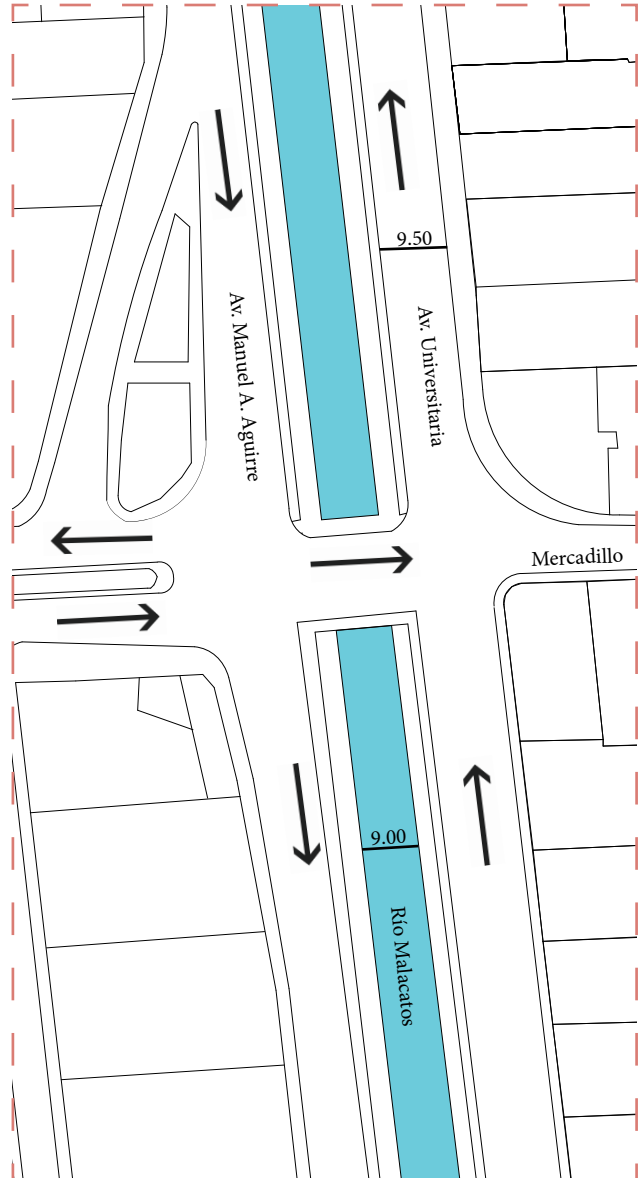 9.50
Av. Manuel A. Aguirre
Av. Universitaria
Mercadillo
9.00
Río Malacatos